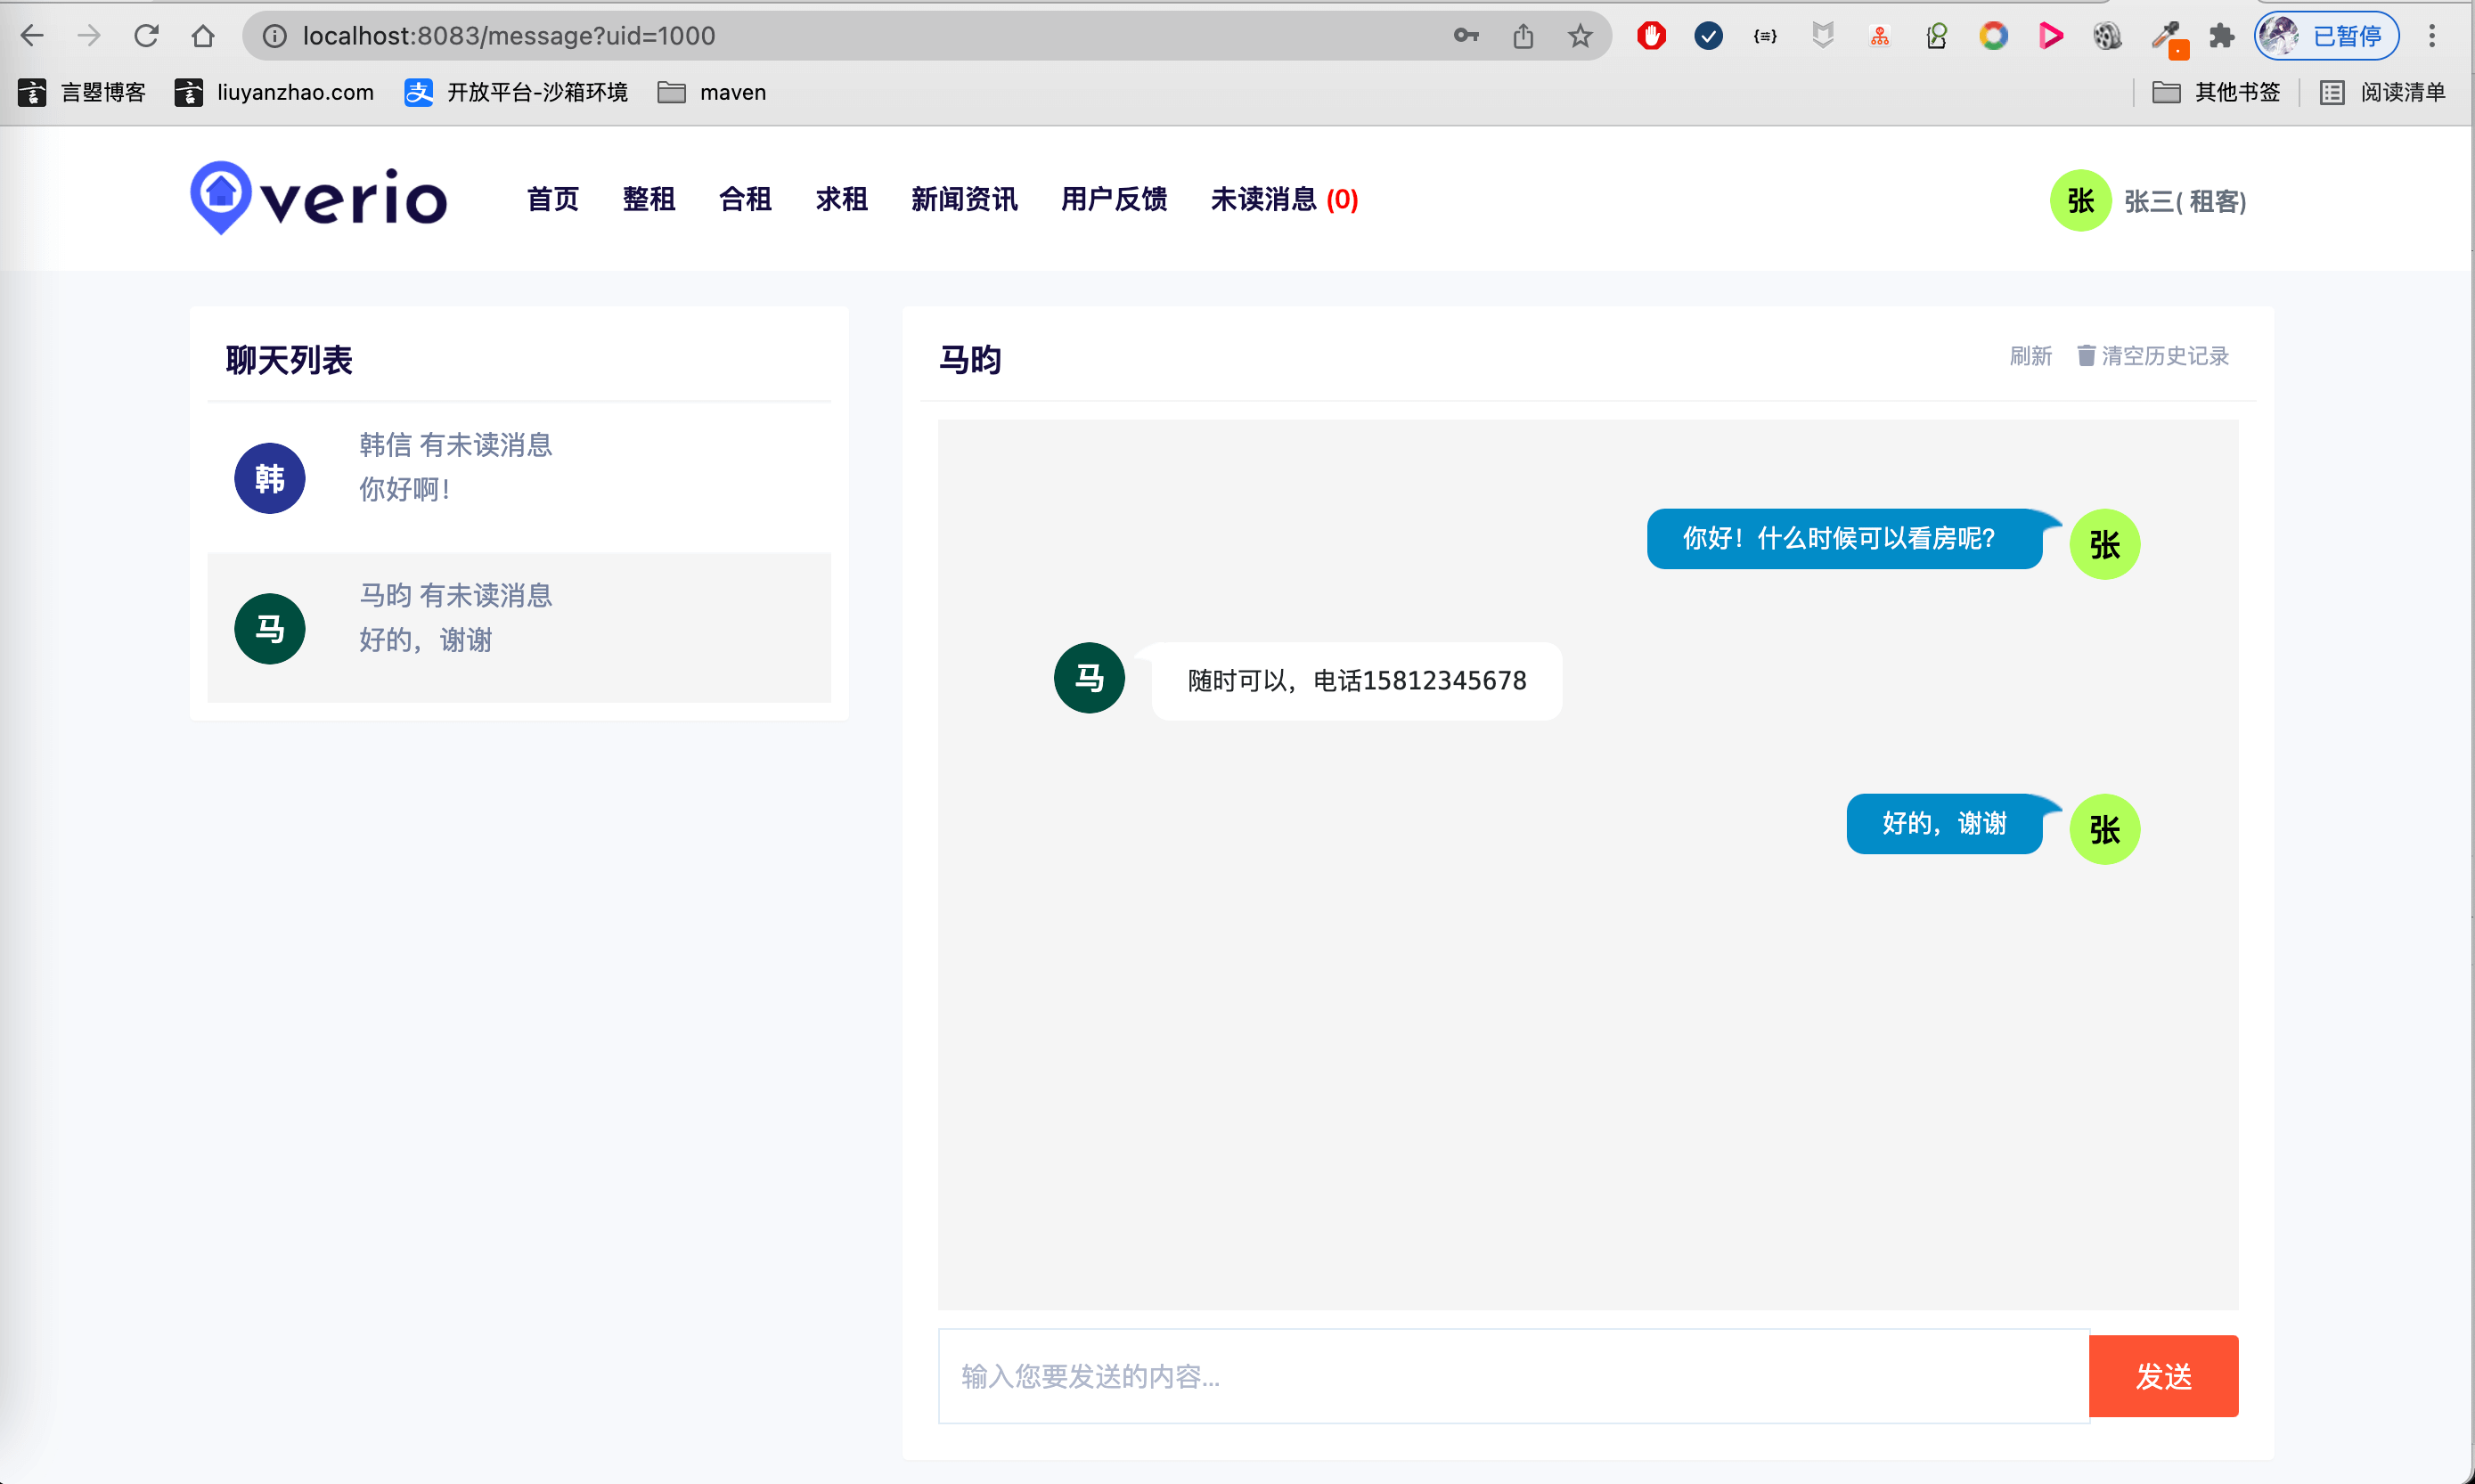 localhost:8083/message?uid=1000
已暂停
言曌博客
liuyanzhao.com
开放平台-沙箱环境
maven
其他书签
阅读清单
verio
首页
整租
合租
求租
新闻资讯
用户反馈
未读消息 (0)
张
张三( 租客)
聊天列表
韩
韩信 有未读消息
你好啊！
马
马昀 有未读消息
好的，谢谢
马昀
刷新
清空历史记录
你好！什么时候可以看房呢？
张
马
随时可以，电话15812345678
好的，谢谢
张
输入您要发送的内容...
发送